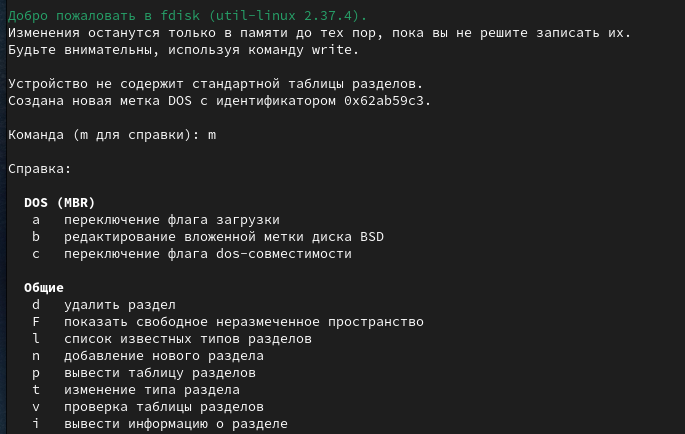 Добро пожаловать в fdisk (util-linux 2.37.4).
Изменения останутся только в памяти до тех пор, пока вы не решите записать их.
Будьте внимательны, используя команду write.
Устройство не содержит стандартной таблицы разделов.
Создана новая метка DOS с идентификатором 0x62ab59c3.
Команда (m для справки): m
Справка:
DOS (MBR)
a переключение флага загрузки
b редактирование вложенной метки диска BSD
c переключение флага dos-совместимости
Общие
d удалить раздел
F показать свободное неразмеченное пространство
l список известных типов разделов
n добавление нового раздела
p вывести таблицу разделов
t изменение типа раздела
v проверка таблицы разделов
i вывести информацию о разделе